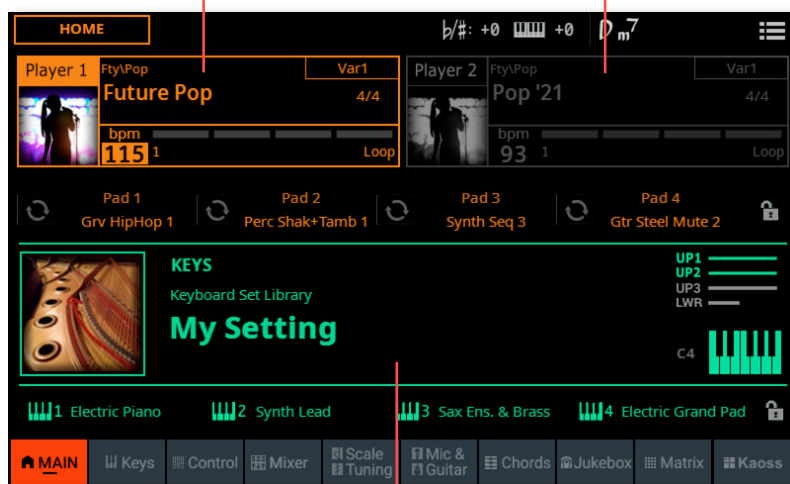 HOME
♭/#: +0 +0 D m7
Player 1 Fty\Pop Var1
Future Pop
4/4
bpm
115 1 Loop
Player 2 Fty\Pop Var1
Pop '21
4/4
bpm
93 1 Loop
Pad 1
Grv HipHop 1
Pad 2
Perc Shak+Tamb 1
Pad 3
Synth Seq 3
Pad 4
Gtr Steel Mute 2
KEYS
Keyboard Set Library
My Setting
UP1
UP2
UP3
LWR
C4
1 Electric Piano
2 Synth Lead
3 Sax Ens. & Brass
4 Electric Grand Pad
MAIN
Keys
Control
Mixer
Scale
Tuning
Mic &
Guitar
Chords
Jukebox
Matrix
Kaoss